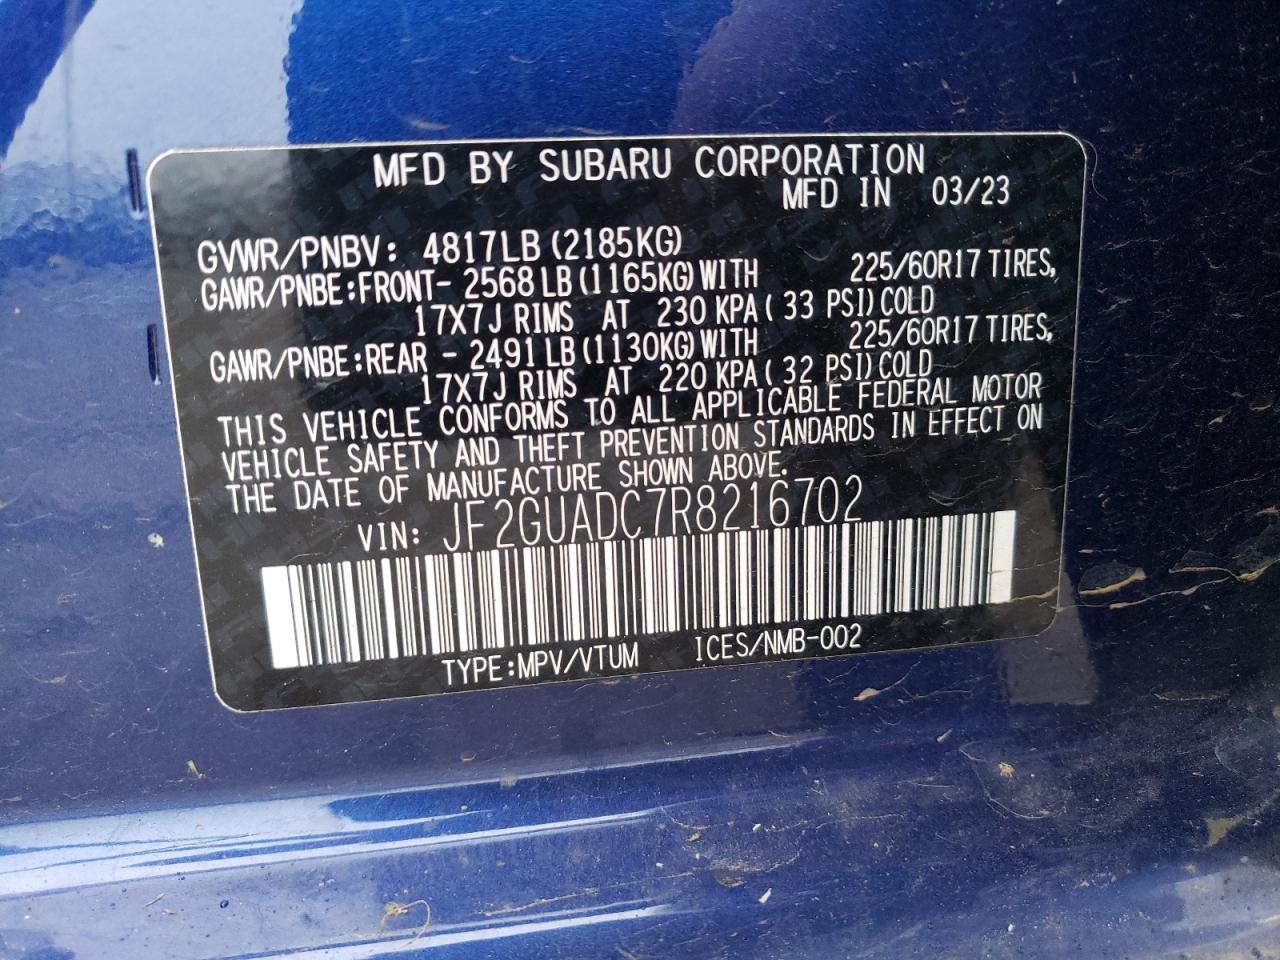 MFD BY SUBARU CORPORATION
MFD IN 03/23
GVWR/PNBV: 4817LB (2185KG)
GAWR/PNBE:FRONT- 2568 LB (1165KG) WITH 225/60R17 TIRES,
17X7J RIMS AT 230 KPA ( 33 PSI) COLD
GAWR/PNBE:REAR - 2491 LB (1130KG) WITH 225/60R17 TIRES,
17X7J RIMS AT 220 KPA ( 32 PSI) COLD
THIS VEHICLE CONFORMS TO ALL APPLICABLE FEDERAL MOTOR
VEHICLE SAFETY AND THEFT PREVENTION STANDARDS IN EFFECT ON
THE DATE OF MANUFACTURE SHOWN ABOVE.
VIN: JF2GUADC7R8216702
TYPE:MPV/VTUM ICES/NMB-002